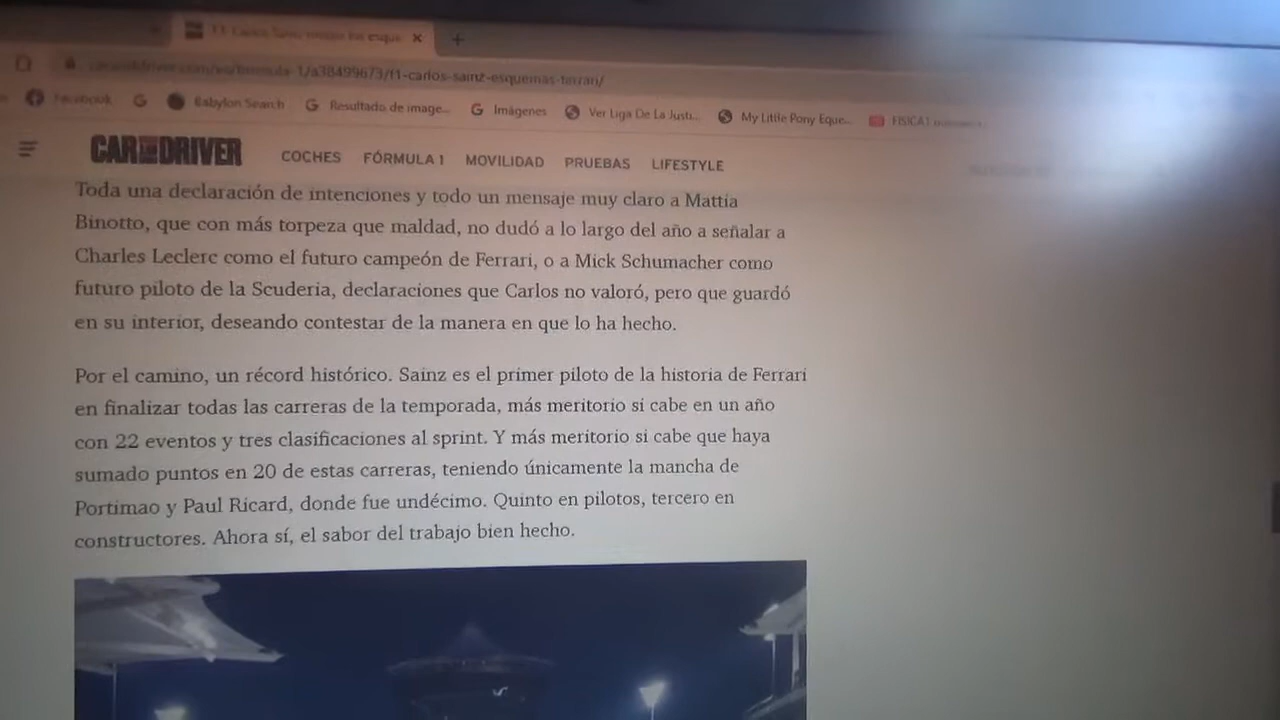 Facebook
Babylon Search
Resultado de image...
Imágenes
Ver Liga De La Justi...
My Little Pony Eque...
FISICA1
CAR AND DRIVER
COCHES
FÓRMULA 1
MOVILIDAD
PRUEBAS
LIFESTYLE
Toda una declaración de intenciones y todo un mensaje muy claro a Mattia
Binotto, que con más torpeza que maldad, no dudó a lo largo del año a señalar a
Charles Leclerc como el futuro campeón de Ferrari, o a Mick Schumacher como
futuro piloto de la Scuderia, declaraciones que Carlos no valoró, pero que guardó
en su interior, deseando contestar de la manera en que lo ha hecho.
Por el camino, un récord histórico. Sainz es el primer piloto de la historia de Ferrari
en finalizar todas las carreras de la temporada, más meritorio si cabe en un año
con 22 eventos y tres clasificaciones al sprint. Y más meritorio si cabe que haya
sumado puntos en 20 de estas carreras, teniendo únicamente la mancha de
Portimao y Paul Ricard, donde fue undécimo. Quinto en pilotos, tercero en
constructores. Ahora sí, el sabor del trabajo bien hecho.